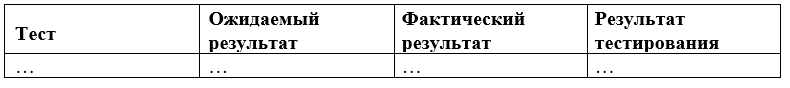 Тест
Ожидаемый
результат
Фактический
результат
Результат
тестирования
… … … …